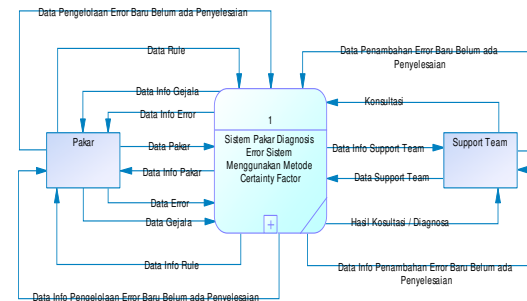 Data Pengelolaan Error Baru Belum ada Penyelesaian
Data Rule
Data Penambahan Error Baru Belum ada
Penyelesaian
Data Info Gejala
Konsultasi
Data Info Error
1
Pakar
Sistem Pakar Diagnosis
Error Sistem
Menggunakan Metode
Certainty Factor
Support Team
Data Pakar
Data Info Support Team
Data Info Pakar
Data Support Team
Data Error
Data Gejala
Hasil Kosultasi / Diagnosa
Data Info Rule
Data Info Penambahan Error Baru Belum ada
Penyelesaian
Data Info Pengelolaan Error Baru Belum ada Penyelesaian